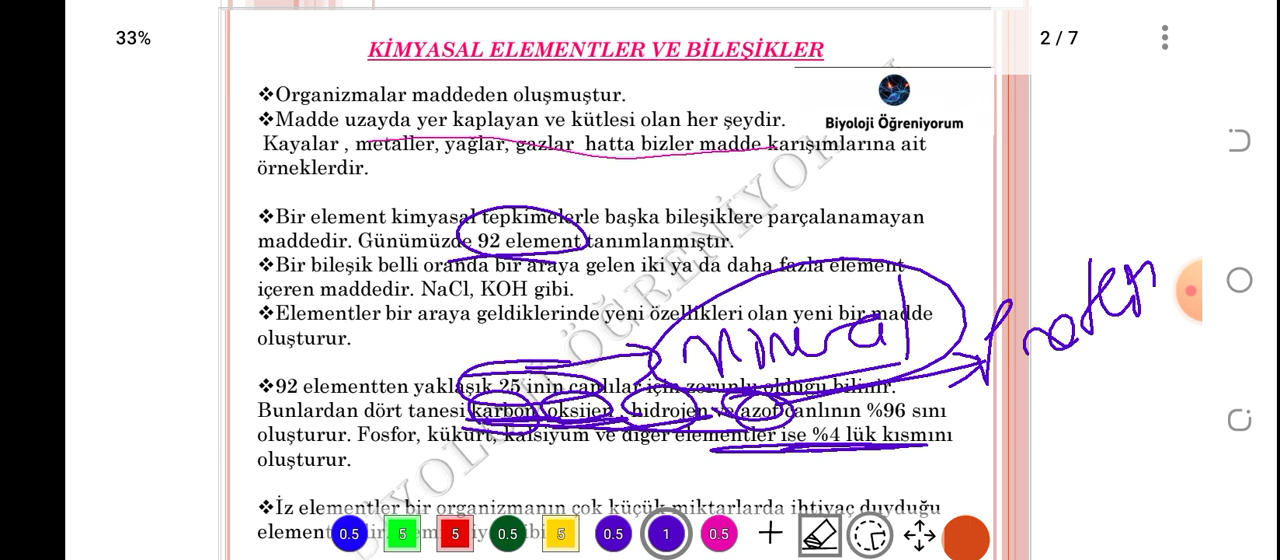 33%
2 / 7
KİMYASAL ELEMENTLER VE BİLEŞİKLER
Biyoloji Öğreniyorum
❖Organizmalar maddeden oluşmuştur.
❖Madde uzayda yer kaplayan ve kütlesi olan her şeydir.
Kayalar , metaller, yağlar, gazlar hatta bizler madde karışımlarına ait
örneklerdir.
❖Bir element kimyasal tepkimelerle başka bileşiklere parçalanamayan
maddedir. Günümüzde 92 element tanımlanmıştır.
❖Bir bileşik belli oranda bir araya gelen iki ya da daha fazla element
içeren maddedir. NaCl, KOH gibi.
❖Elementler bir araya geldiklerinde yeni özellikleri olan yeni bir madde
oluşturur.
mineral
protein
❖92 elementten yaklaşık 25 inin canlılar için zorunlu olduğu bilinir.
Bunlardan dört tanesi karbon, oksijen, hidrojen ve azot canlının %96 sını
oluşturur. Fosfor, kükürt, kalsiyum ve diğer elementler ise %4 lük kısmını
oluşturur.
❖İz elementler bir organizmanın çok küçük miktarlarda ihtiyaç duyduğu
element
0.5 5 5 0.5 5 0.5 1 0.5